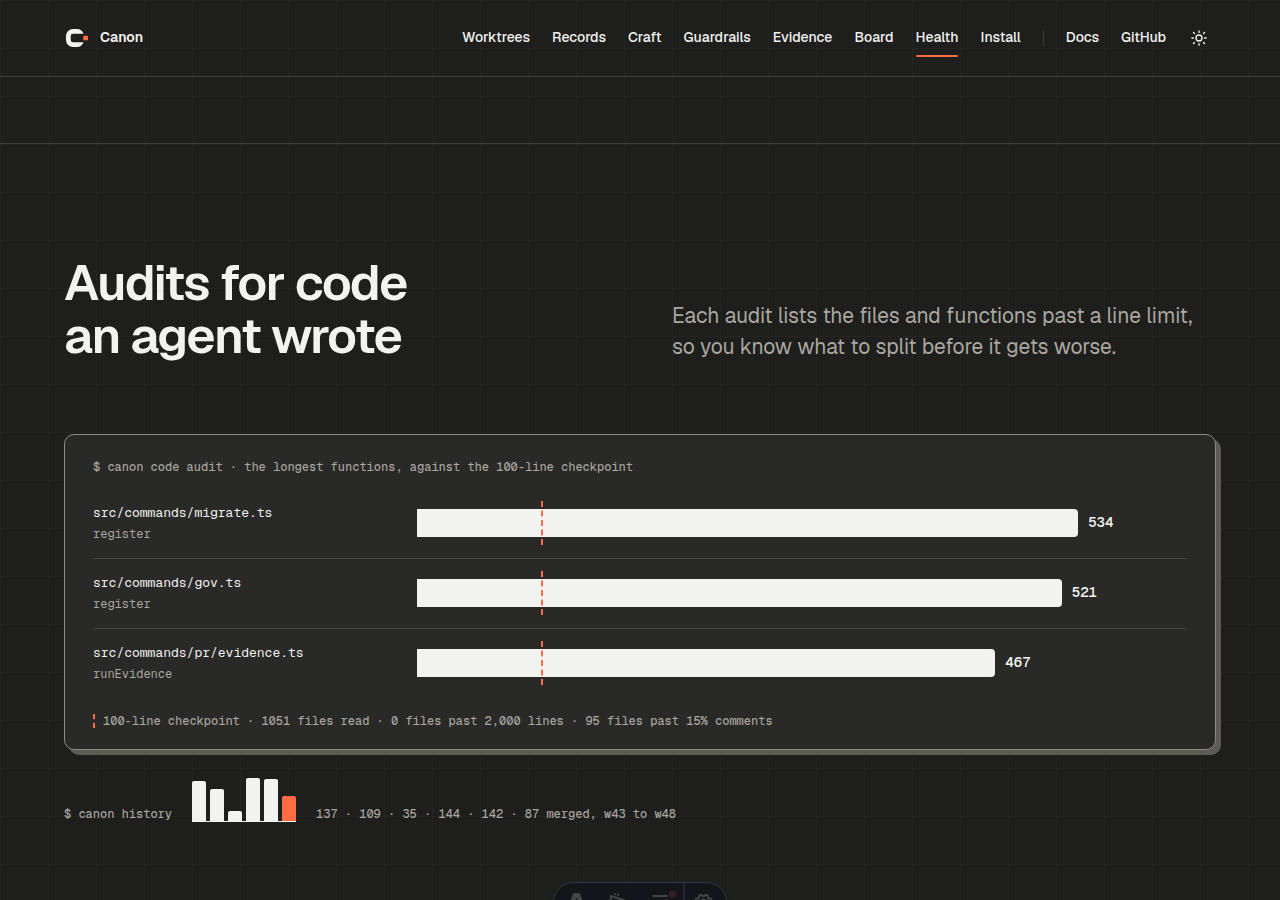 Canon
Worktrees Records Craft Guardrails Evidence Board Health Install Docs GitHub
Audits for code
an agent wrote
Each audit lists the files and functions past a line limit,
so you know what to split before it gets worse.
$ canon code audit · the longest functions, against the 100-line checkpoint
src/commands/migrate.ts
register
534
src/commands/gov.ts
register
521
src/commands/pr/evidence.ts
runEvidence
467
100-line checkpoint · 1051 files read · 0 files past 2,000 lines · 95 files past 15% comments
$ canon history
137 · 109 · 35 · 144 · 142 · 87 merged, w43 to w48